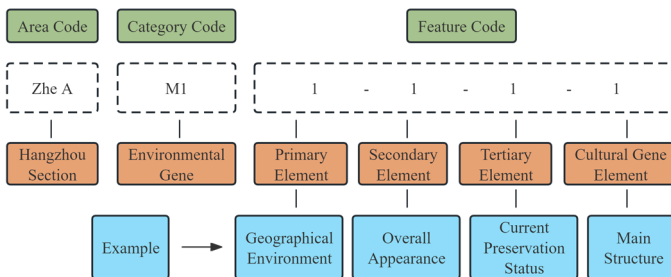 Area Code
Category Code
Feature Code
Zhe A
M1
1 - 1 - 1 - 1
Hangzhou
Section
Environmental
Gene
Primary
Element
Secondary
Element
Tertiary
Element
Cultural Gene
Element
Example
Geographical
Environment
Overall
Appearance
Current
Preservation
Status
Main
Structure